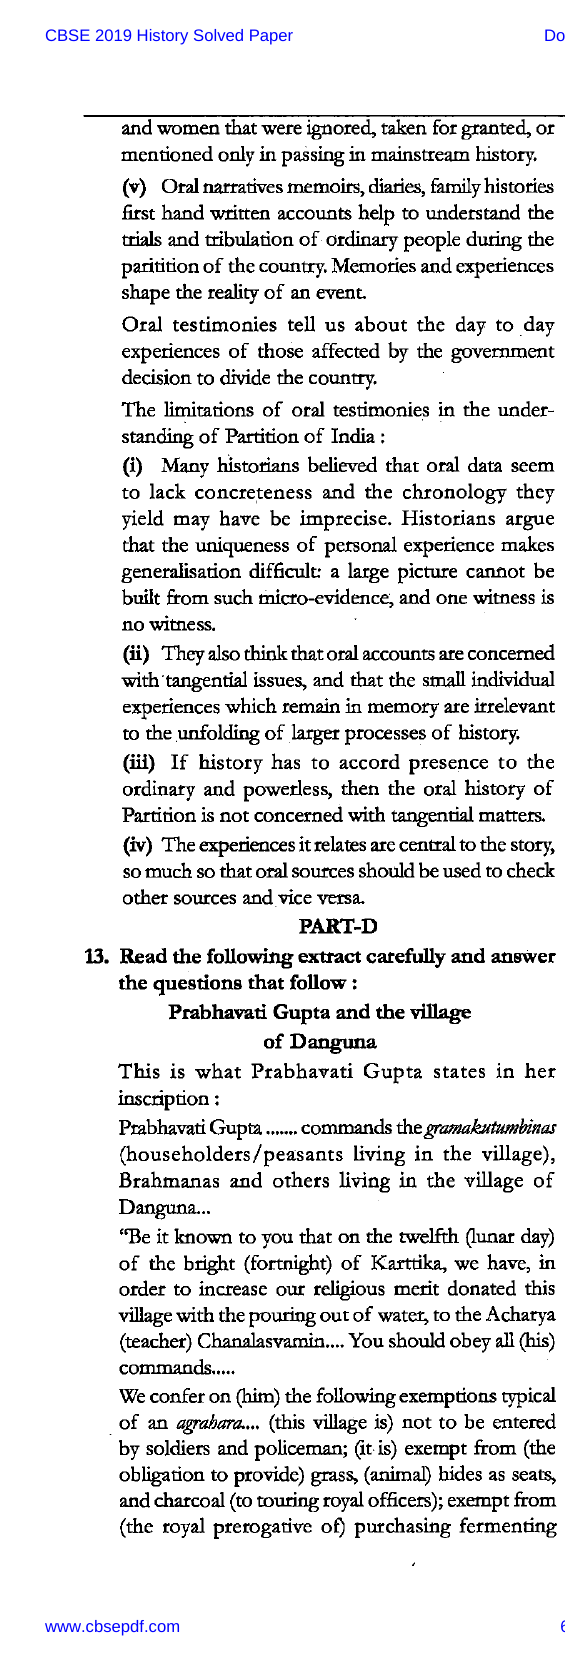 CBSE 2019 History Solved Paper
Do
and women that were ignored, taken for granted, or
mentioned only in passing in mainstream history.
(v) Oral narratives memoirs, diaries, family histories
first hand written accounts help to understand the
trials and tribulation of ordinary people during the
paritition of the country. Memories and experiences
shape the reality of an event.
Oral testimonies tell us about the day to day
experiences of those affected by the government
decision to divide the country.
The limitations of oral testimonies in the under-
standing of Partition of India :
(i) Many historians believed that oral data seem
to lack concreteness and the chronology they
yield may have be imprecise. Historians argue
that the uniqueness of personal experience makes
generalisation difficult: a large picture cannot be
built from such micro-evidence, and one witness is
no witness.
(ii) They also think that oral accounts are concerned
with tangential issues, and that the small individual
experiences which remain in memory are irrelevant
to the unfolding of larger processes of history.
(iii) If history has to accord presence to the
ordinary and powerless, then the oral history of
Partition is not concerned with tangential matters.
(iv) The experiences it relates are central to the story,
so much so that oral sources should be used to check
other sources and vice versa.
PART-D
13. Read the following extract carefully and answer
the questions that follow :
Prabhavati Gupta and the village
of Danguna
This is what Prabhavati Gupta states in her
inscription :
Prabhavati Gupta ....... commands the gramakutumbinas
(householders/peasants living in the village),
Brahmanas and others living in the village of
Danguna...
“Be it known to you that on the twelfth (lunar day)
of the bright (fortnight) of Karttika, we have, in
order to increase our religious merit donated this
village with the pouring out of water, to the Acharya
(teacher) Chanalasvamin.... You should obey all (his)
commands.....
We confer on (him) the following exemptions typical
of an agrahara.... (this village is) not to be entered
by soldiers and policeman; (it is) exempt from (the
obligation to provide) grass, (animal) hides as seats,
and charcoal (to touring royal officers); exempt from
(the royal prerogative of) purchasing fermenting
www.cbsepdf.com
6